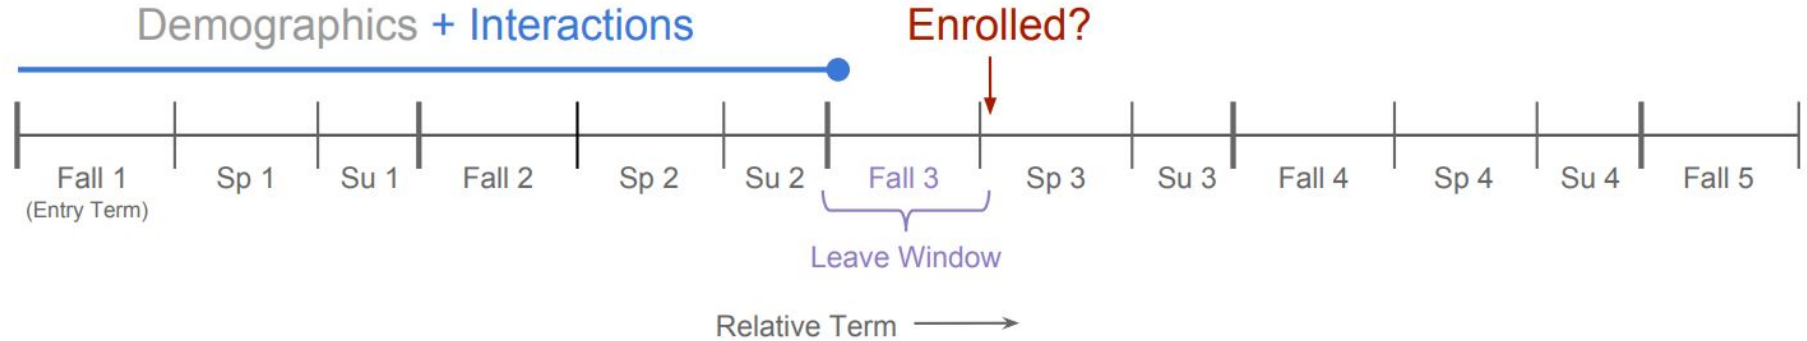 Demographics + Interactions Enrolled?
Fall 1 Sp 1 Su 1 Fall 2 Sp 2 Su 2 Fall 3 Sp 3 Su 3 Fall 4 Sp 4 Su 4 Fall 5
(Entry Term)
Leave Window
Relative Term